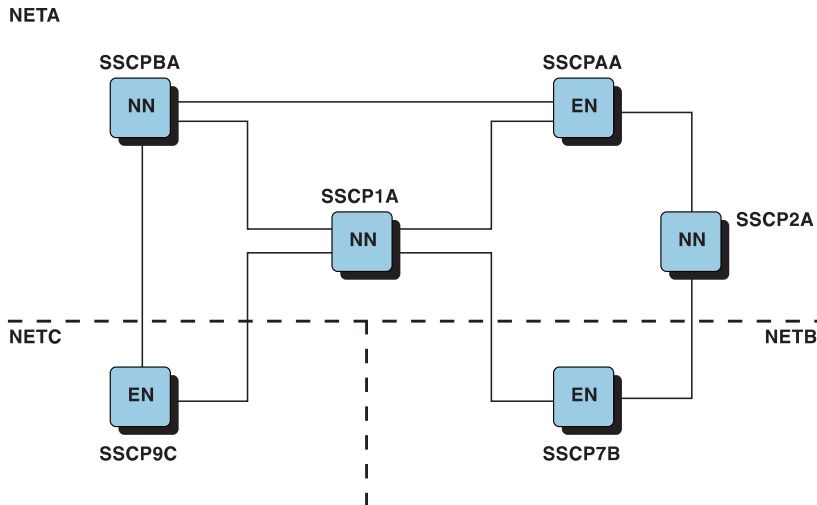 NETA
SSCPBA
NN
SSCPAA
EN
SSCP1A
NN
SSCP2A
NN
NETC
NETB
EN
SSCP9C
EN
SSCP7B